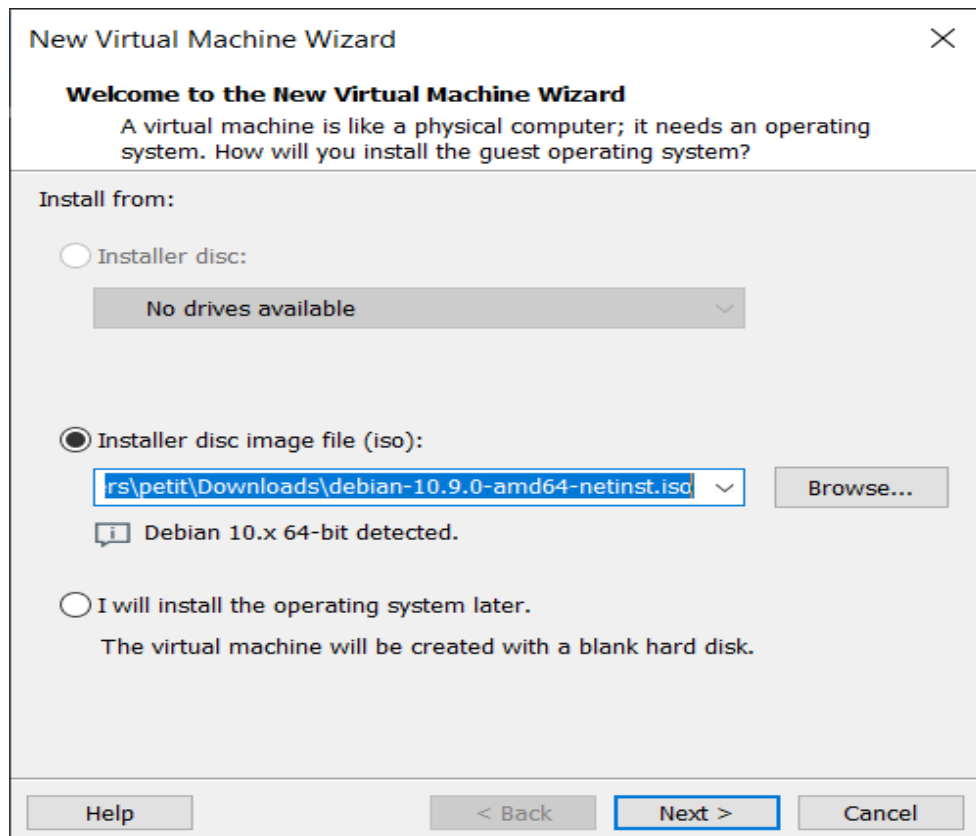 New Virtual Machine Wizard
Welcome to the New Virtual Machine Wizard
A virtual machine is like a physical computer; it needs an operating
system. How will you install the guest operating system?
Install from:
Installer disc:
No drives available
Installer disc image file (iso):
rs\petit\Downloads\debian-10.9.0-amd64-netinst.iso
Browse...
Debian 10.x 64-bit detected.
I will install the operating system later.
The virtual machine will be created with a blank hard disk.
Help
< Back
Next >
Cancel